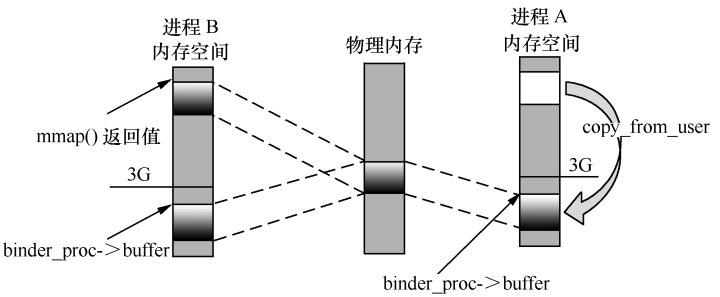 进程 B
内存空间
物理内存
进程 A
内存空间
mmap() 返回值
3G
binder_proc->buffer
copy_from_user
3G
binder_proc->buffer